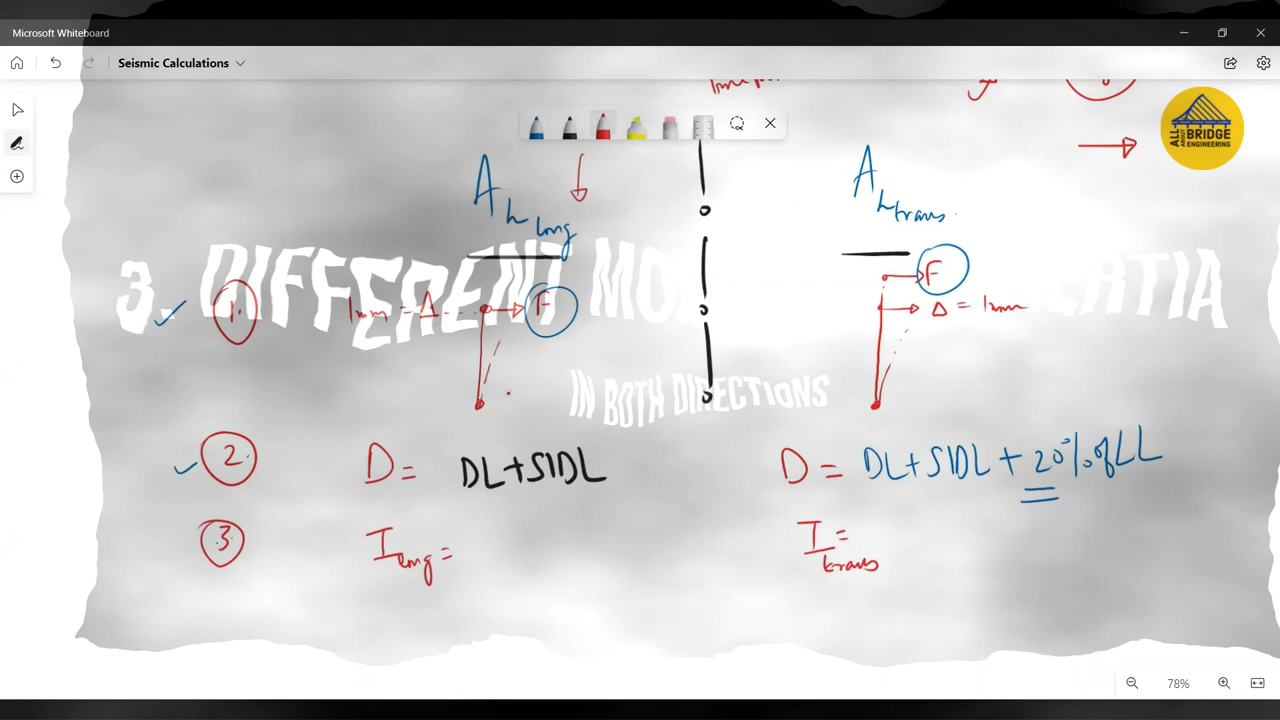 Microsoft Whiteboard
Seismic Calculations
ALL ABOUT BRIDGE ENGINEERING
A h long
A h trans
3. DIFFERENT MO ERTIA
IN BOTH DIRECTIONS
1. 1mm = Δ F
F
Δ = 1mm
2. D = DL+SIDL
D = DL+SIDL + 20% of LL
3. I long =
I trans =
78%